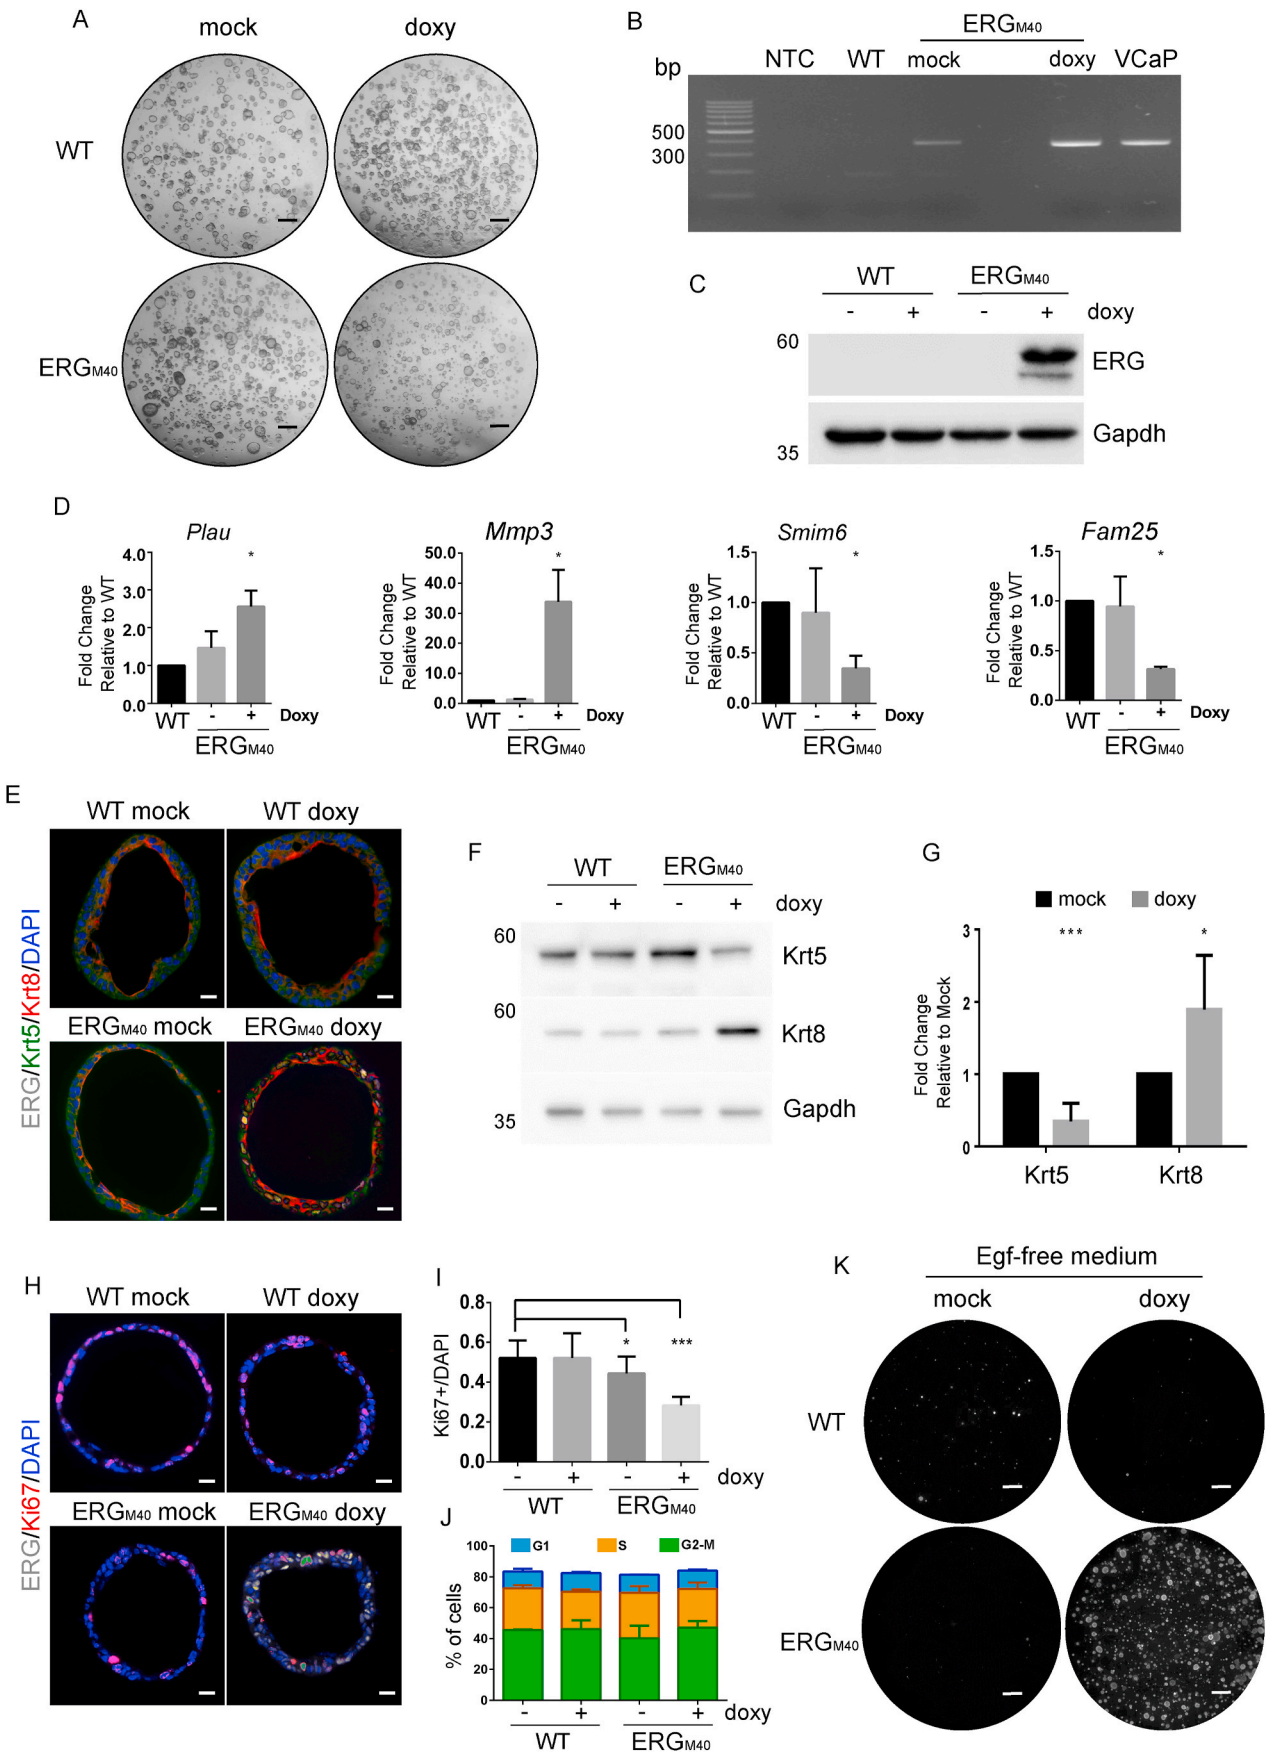 A
mock
doxy
WT
ERGM40
B
ERGM40
bp
NTC
WT
mock
doxy
VCaP
500
300
C
WT
ERGM40
-
+
-
+
doxy
60
ERG
Gapdh
35
D
Plau
Fold Change
Relative to WT
4.0
3.0
2.0
1.0
0.0
*
WT
-
+
Doxy
ERGM40
Mmp3
Fold Change
Relative to WT
50.0
40.0
30.0
20.0
10.0
0.0
*
WT
-
+
Doxy
ERGM40
Smim6
Fold Change
Relative to WT
1.5
1.0
0.5
0.0
*
WT
-
+
Doxy
ERGM40
Fam25
Fold Change
Relative to WT
1.5
1.0
0.5
0.0
*
WT
-
+
Doxy
ERGM40
E
WT mock
WT doxy
ERGM40 mock
ERGM40 doxy
ERG/Krt5/Krt8/DAPI
F
WT
ERGM40
-
+
-
+
doxy
60
Krt5
60
Krt8
Gapdh
35
G
mock
doxy
Fold Change
Relative to Mock
3
2
1
0
***
*
Krt5
Krt8
H
WT mock
WT doxy
ERGM40 mock
ERGM40 doxy
ERG/Ki67/DAPI
I
Ki67+/DAPI
0.8
0.6
0.4
0.2
0.0
*
***
-
+
-
+
doxy
WT
ERGM40
J
G1
S
G2-M
% of cells
100
80
60
40
20
0
-
+
-
+
doxy
WT
ERGM40
K
Egf-free medium
mock
doxy
WT
ERGM40